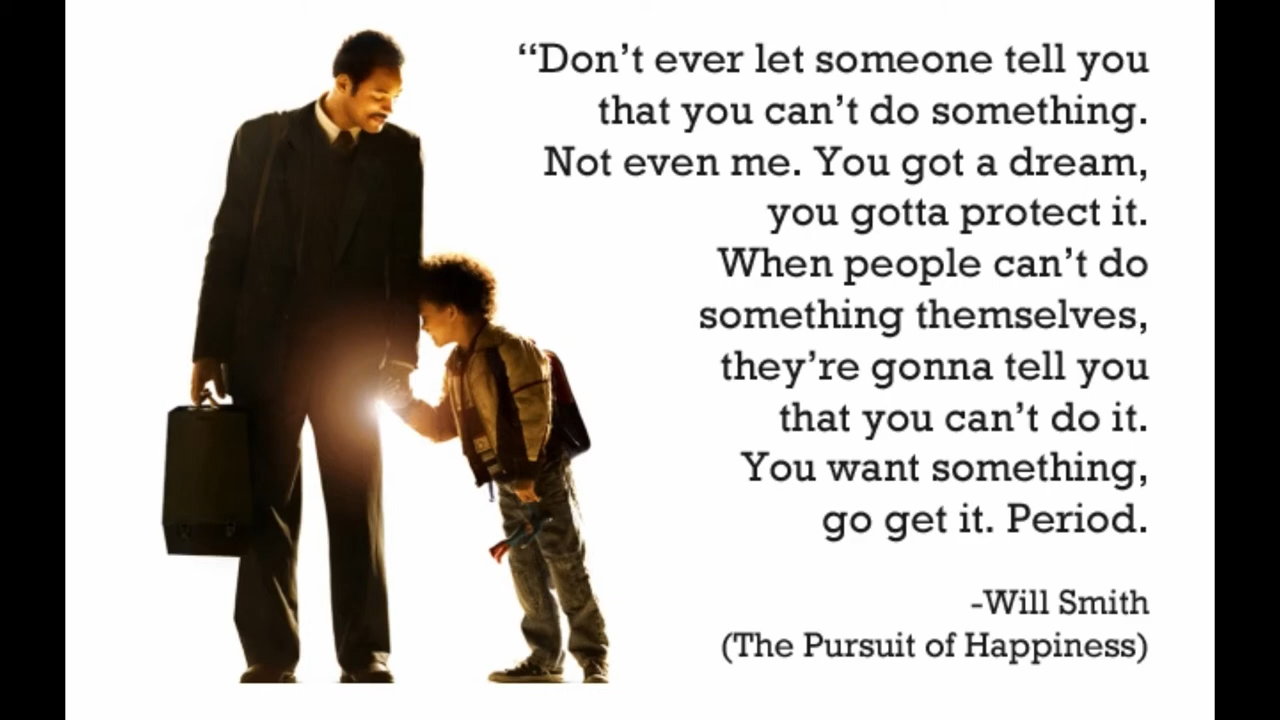 “Don’t ever let someone tell you
that you can’t do something.
Not even me. You got a dream,
you gotta protect it.
When people can’t do
something themselves,
they’re gonna tell you
that you can’t do it.
You want something,
go get it. Period.
-Will Smith
(The Pursuit of Happiness)